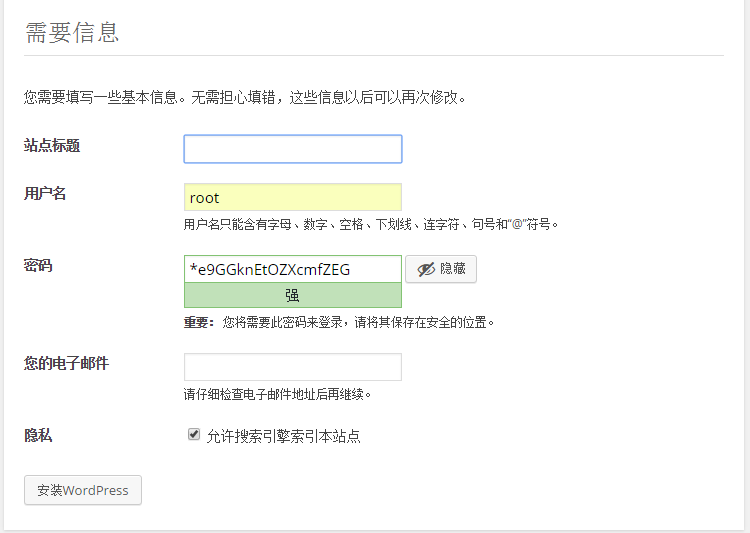 需要信息
您需要填写一些基本信息。无需担心填错，这些信息以后可以再次修改。
站点标题
用户名
root
用户名只能含有字母、数字、空格、下划线、连字符、句号和“@”符号。
密码
*e9GGknEtOZXcmfZEG
隐藏
强
重要： 您将需要此密码来登录，请将其保存在安全的位置。
您的电子邮件
请仔细检查电子邮件地址后再继续。
隐私
允许搜索引擎索引本站点
安装WordPress